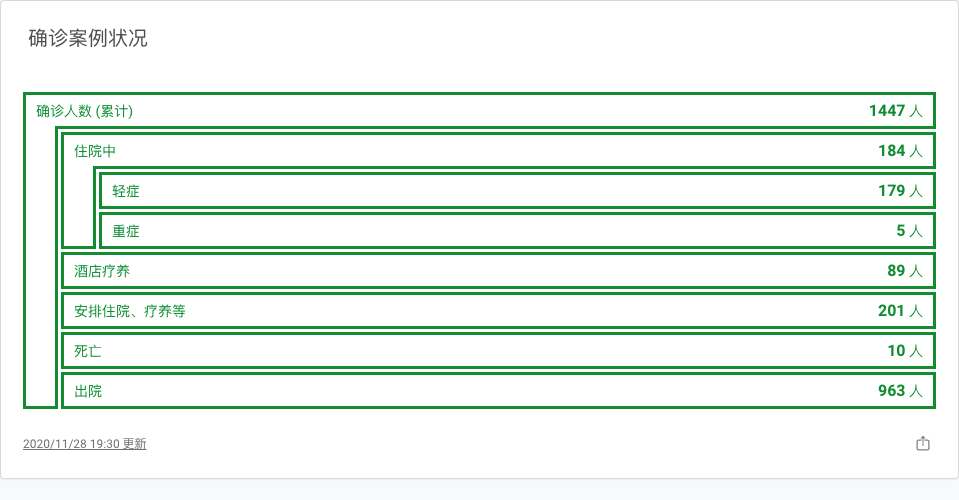 确诊案例状况
确诊人数 (累计) 1447 人
住院中 184 人
轻症 179 人
重症 5 人
酒店疗养 89 人
安排住院、疗养等 201 人
死亡 10 人
出院 963 人
2020/11/28 19:30 更新